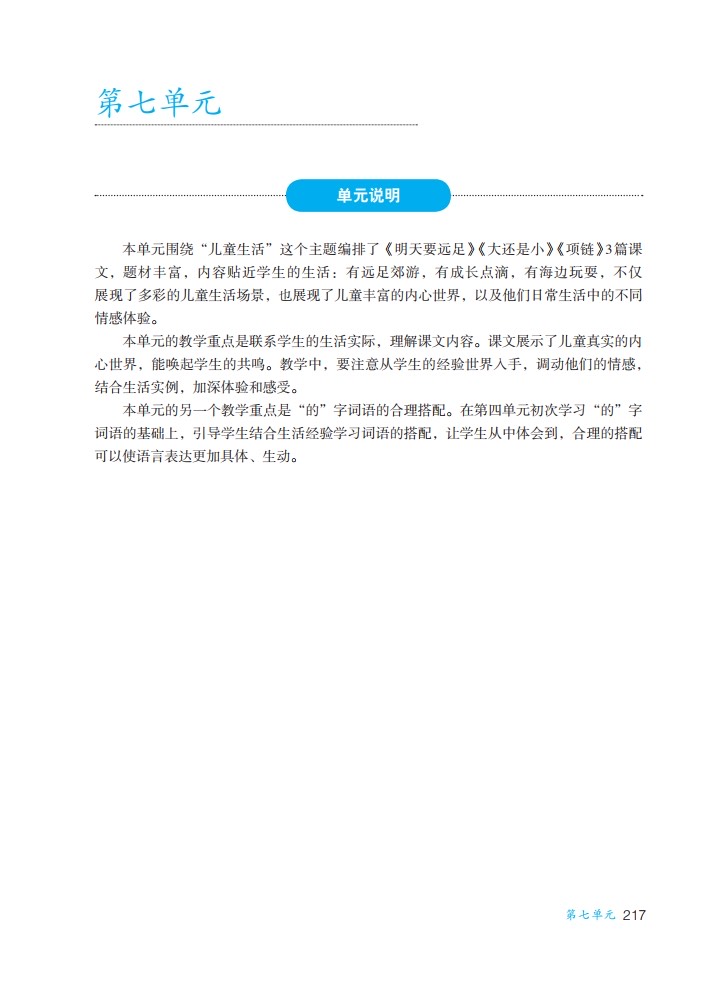 第七单元
单元说明
本单元围绕“儿童生活”这个主题编排了《明天要远足》《大还是小》《项链》3篇课
文，题材丰富，内容贴近学生的生活：有远足郊游，有成长点滴，有海边玩耍，不仅
展现了多彩的儿童生活场景，也展现了儿童丰富的内心世界，以及他们日常生活中的不同
情感体验。
本单元的教学重点是联系学生的生活实际，理解课文内容。课文展示了儿童真实的内
心世界，能唤起学生的共鸣。教学中，要注意从学生的经验世界入手，调动他们的情感，
结合生活实例，加深体验和感受。
本单元的另一个教学重点是“的”字词语的合理搭配。在第四单元初次学习“的”字
词语的基础上，引导学生结合生活经验学习词语的搭配，让学生从中体会到，合理的搭配
可以使语言表达更加具体、生动。
第七单元 217